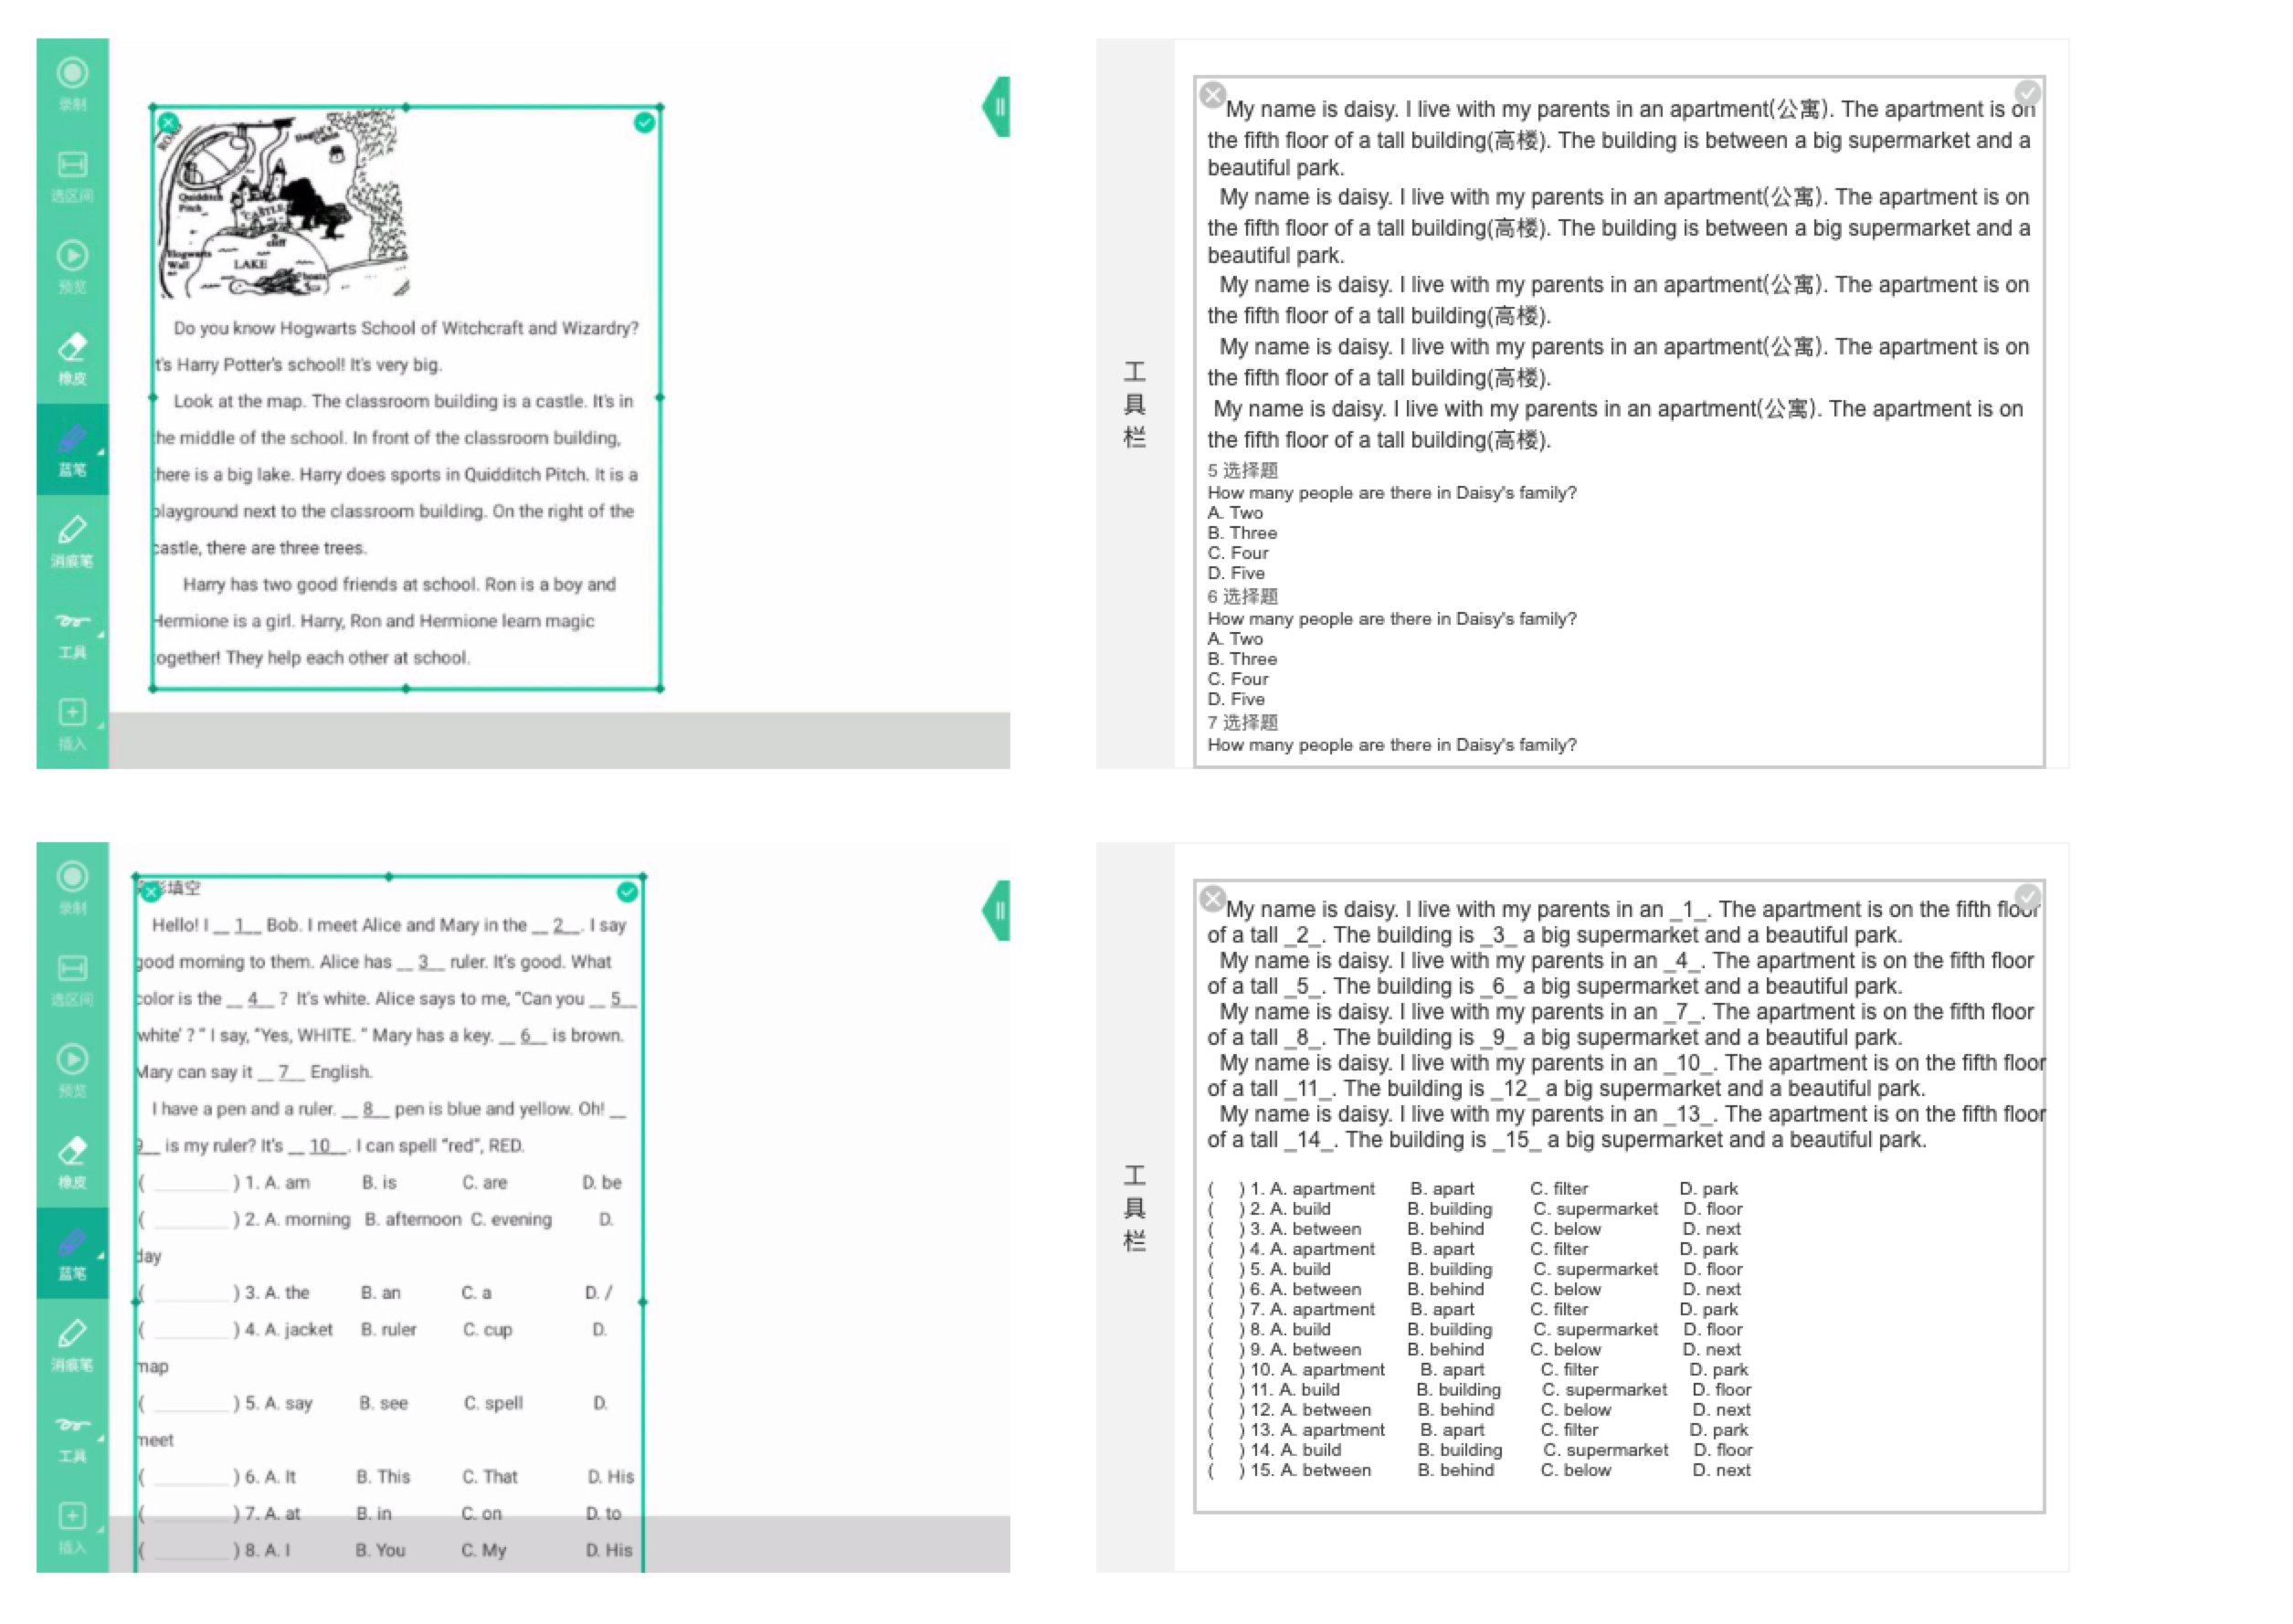 录制
选区间
预览
橡皮
蓝笔
消痕笔
工具
插入
ROAD
Hagrid's
Cabin
Quidditch
Pitch
CASTLE
cliff
Hogwarts
Wall
LAKE
boats
Do you know Hogwarts School of Witchcraft and Wizardry?
t's Harry Potter's school! It's very big.
Look at the map. The classroom building is a castle. It's in
he middle of the school. In front of the classroom building,
here is a big lake. Harry does sports in Quidditch Pitch. It is a
playground next to the classroom building. On the right of the
castle, there are three trees.
Harry has two good friends at school. Ron is a boy and
Hermione is a girl. Harry, Ron and Hermione learn magic
ogether! They help each other at school.
工具栏
My name is daisy. I live with my parents in an apartment(公寓). The apartment is on
the fifth floor of a tall building(高楼). The building is between a big supermarket and a
beautiful park.
My name is daisy. I live with my parents in an apartment(公寓). The apartment is on
the fifth floor of a tall building(高楼). The building is between a big supermarket and a
beautiful park.
My name is daisy. I live with my parents in an apartment(公寓). The apartment is on
the fifth floor of a tall building(高楼).
My name is daisy. I live with my parents in an apartment(公寓). The apartment is on
the fifth floor of a tall building(高楼).
My name is daisy. I live with my parents in an apartment(公寓). The apartment is on
the fifth floor of a tall building(高楼).
5 选择题
How many people are there in Daisy's family?
A. Two
B. Three
C. Four
D. Five
6 选择题
How many people are there in Daisy's family?
A. Two
B. Three
C. Four
D. Five
7 选择题
How many people are there in Daisy's family?
录制
选区间
预览
橡皮
蓝笔
消痕笔
工具
插入
填空
Hello! I __ 1__ Bob. I meet Alice and Mary in the __ 2__. I say
good morning to them. Alice has __ 3__ ruler. It's good. What
color is the __ 4__ ? It's white. Alice says to me, “Can you __ 5__
white' ? ” I say, “Yes, WHITE. ” Mary has a key. __ 6__ is brown.
Mary can say it __ 7__ English.
I have a pen and a ruler. __ 8__ pen is blue and yellow. Oh! __
9__ is my ruler? It's __ 10__. I can spell “red”, RED.
( ________ ) 1. A. am B. is C. are D. be
( ________ ) 2. A. morning B. afternoon C. evening D.
day
( ________ ) 3. A. the B. an C. a D. /
( ________ ) 4. A. jacket B. ruler C. cup D.
map
( ________ ) 5. A. say B. see C. spell D.
meet
( ________ ) 6. A. It B. This C. That D. His
( ________ ) 7. A. at B. in C. on D. to
( ________ ) 8. A. I B. You C. My D. His
工具栏
My name is daisy. I live with my parents in an _1_. The apartment is on the fifth floor
of a tall _2_. The building is _3_ a big supermarket and a beautiful park.
My name is daisy. I live with my parents in an _4_. The apartment is on the fifth floor
of a tall _5_. The building is _6_ a big supermarket and a beautiful park.
My name is daisy. I live with my parents in an _7_. The apartment is on the fifth floor
of a tall _8_. The building is _9_ a big supermarket and a beautiful park.
My name is daisy. I live with my parents in an _10_. The apartment is on the fifth floor
of a tall _11_. The building is _12_ a big supermarket and a beautiful park.
My name is daisy. I live with my parents in an _13_. The apartment is on the fifth floor
of a tall _14_. The building is _15_ a big supermarket and a beautiful park.
( ) 1. A. apartment B. apart C. filter D. park
( ) 2. A. build B. building C. supermarket D. floor
( ) 3. A. between B. behind C. below D. next
( ) 4. A. apartment B. apart C. filter D. park
( ) 5. A. build B. building C. supermarket D. floor
( ) 6. A. between B. behind C. below D. next
( ) 7. A. apartment B. apart C. filter D. park
( ) 8. A. build B. building C. supermarket D. floor
( ) 9. A. between B. behind C. below D. next
( ) 10. A. apartment B. apart C. filter D. park
( ) 11. A. build B. building C. supermarket D. floor
( ) 12. A. between B. behind C. below D. next
( ) 13. A. apartment B. apart C. filter D. park
( ) 14. A. build B. building C. supermarket D. floor
( ) 15. A. between B. behind C. below D. next